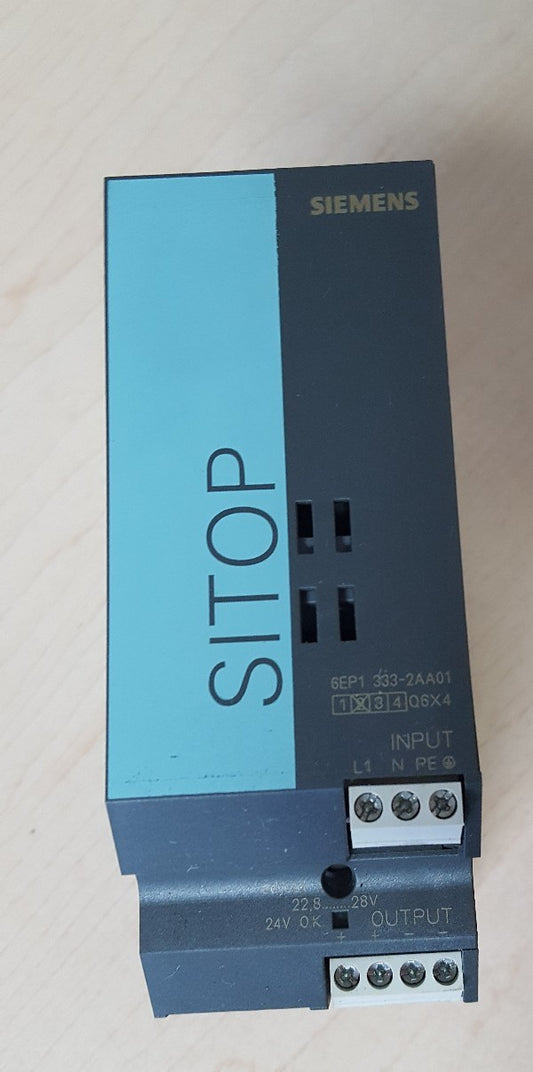 SIEMENS
SITOP
6EP1 333-2AA01
1 2 3 4 Q6X4
INPUT
L1 N PE
22,8.......28V
24V O.K. OUTPUT
+ + − −